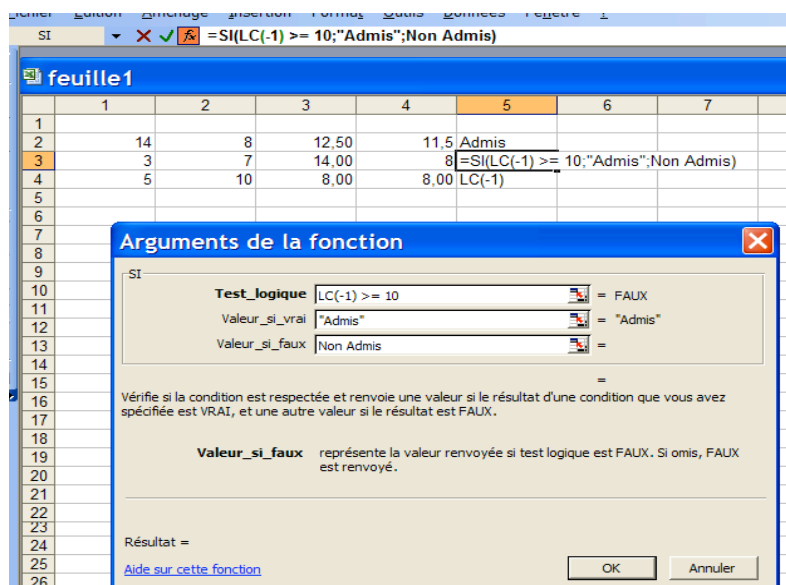 Edition Affichage Insertion Format Outils Données Fenêtre ?
SI =SI(LC(-1) >= 10;"Admis";Non Admis)
feuille1
1 2 3 4 5 6 7
1
2 14 8 12,50 11,5 Admis
3 3 7 14,00 8 =SI(LC(-1) >= 10;"Admis";Non Admis)
4 5 10 8,00 8,00 LC(-1)
5
6
7
8
9
10
11
12
13
14
15
16
17
18
19
20
21
22
23
24
25
26
Arguments de la fonction
SI
Test_logique LC(-1) >= 10 = FAUX
Valeur_si_vrai "Admis" = "Admis"
Valeur_si_faux Non Admis =
=
Vérifie si la condition est respectée et renvoie une valeur si le résultat d'une condition que vous avez
spécifiée est VRAI, et une autre valeur si le résultat est FAUX.
Valeur_si_faux représente la valeur renvoyée si test logique est FAUX. Si omis, FAUX
est renvoyé.
Résultat =
Aide sur cette fonction OK Annuler